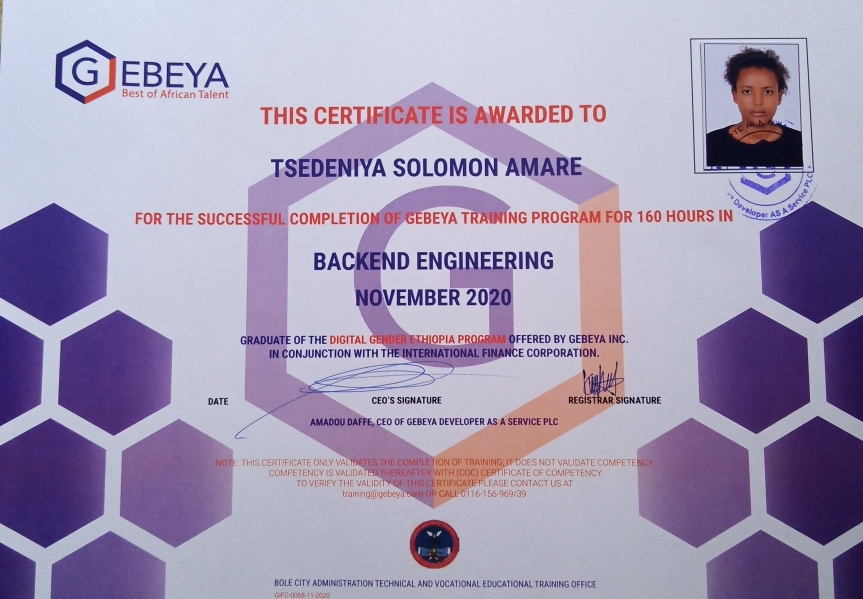 GEBEYA
Best of African Talent
THIS CERTIFICATE IS AWARDED TO
TSEDENIYA SOLOMON AMARE
Developer AS A Service PLC
FOR THE SUCCESSFUL COMPLETION OF GEBEYA TRAINING PROGRAM FOR 160 HOURS IN
BACKEND ENGINEERING
NOVEMBER 2020
GRADUATE OF THE DIGITAL GENDER ETHIOPIA PROGRAM OFFERED BY GEBEYA INC.
IN CONJUNCTION WITH THE INTERNATIONAL FINANCE CORPORATION.
DATE CEO'S SIGNATURE REGISTRAR SIGNATURE
AMADOU DAFFE, CEO OF GEBEYA DEVELOPER AS A SERVICE PLC
NOTE: THIS CERTIFICATE ONLY VALIDATES THE COMPLETION OF TRAINING; IT DOES NOT VALIDATE COMPETENCY
COMPETENCY IS VALIDATED THEREAFTER WITH (COC) CERTIFICATE OF COMPETENCY.
TO VERIFY THE VALIDITY OF THIS CERTIFICATE PLEASE CONTACT US AT
training@gebeya.com OR CALL 0116-156-969/39
BOLE CITY ADMINISTRATION TECHNICAL AND VOCATIONAL EDUCATIONAL TRAINING OFFICE
GIFC-0068-11-2020